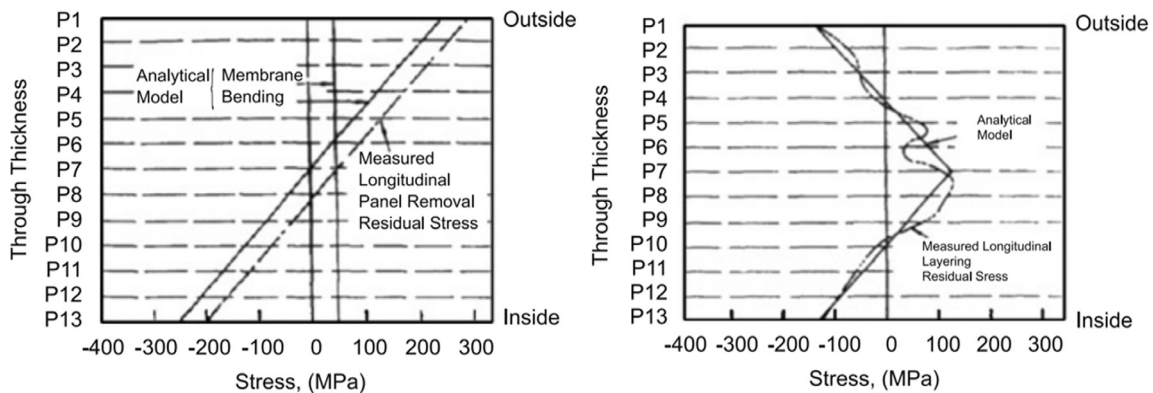 P1
P2
P3
P4
P5
P6
P7
P8
P9
P10
P11
P12
P13
Through Thickness
Outside
Inside
Analytical
Model
Membrane
Bending
Measured
Longitudinal
Panel Removal
Residual Stress
-400 -300 -200 -100 0 100 200 300
Stress, (MPa)
P1
P2
P3
P4
P5
P6
P7
P8
P9
P10
P11
P12
P13
Through Thickness
Outside
Inside
Analytical
Model
Measured Longitudinal
Layering
Residual Sress
-400 -300 -200 -100 0 100 200 300
Stress, (MPa)